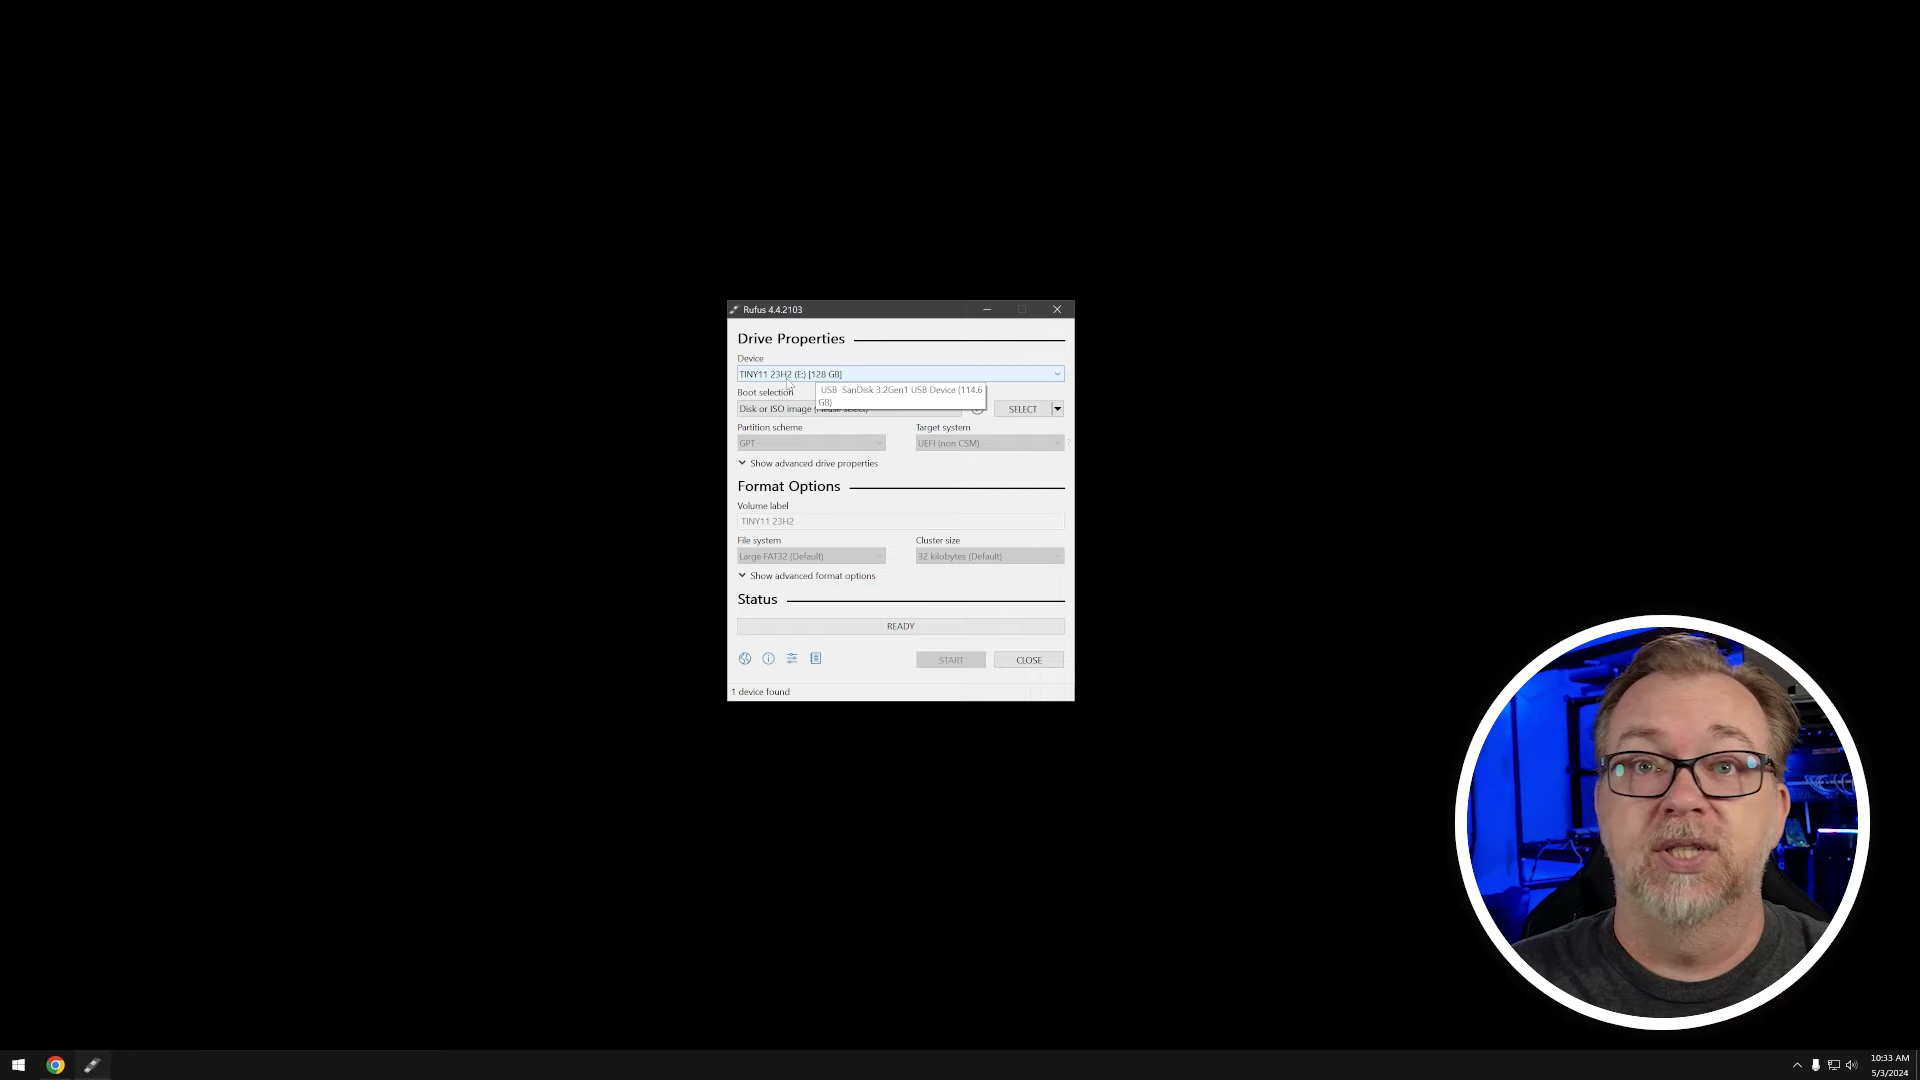 Rufus 4.4.2103
Drive Properties
Device
TINY11 23H2 (E:) [128 GB]
USB SanDisk 3.2Gen1 USB Device (114.6
GB)
Boot selection
Disk or ISO image (Please select)
SELECT
Partition scheme
Target system
GPT
UEFI (non CSM)
?
Show advanced drive properties
Format Options
Volume label
TINY11 23H2
File system
Cluster size
Large FAT32 (Default)
32 kilobytes (Default)
Show advanced format options
Status
READY
START
CLOSE
1 device found
10:33 AM
5/3/2024